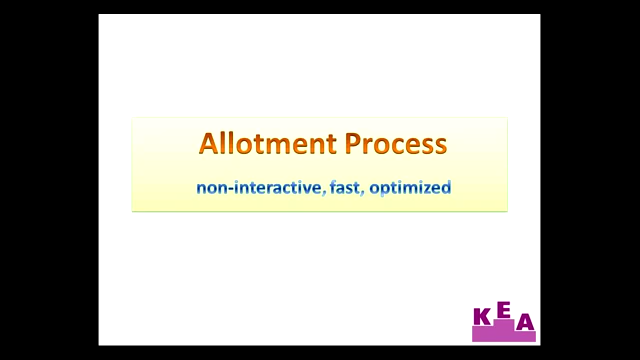 Allotment Process
non-interactive, fast, optimized
KEA